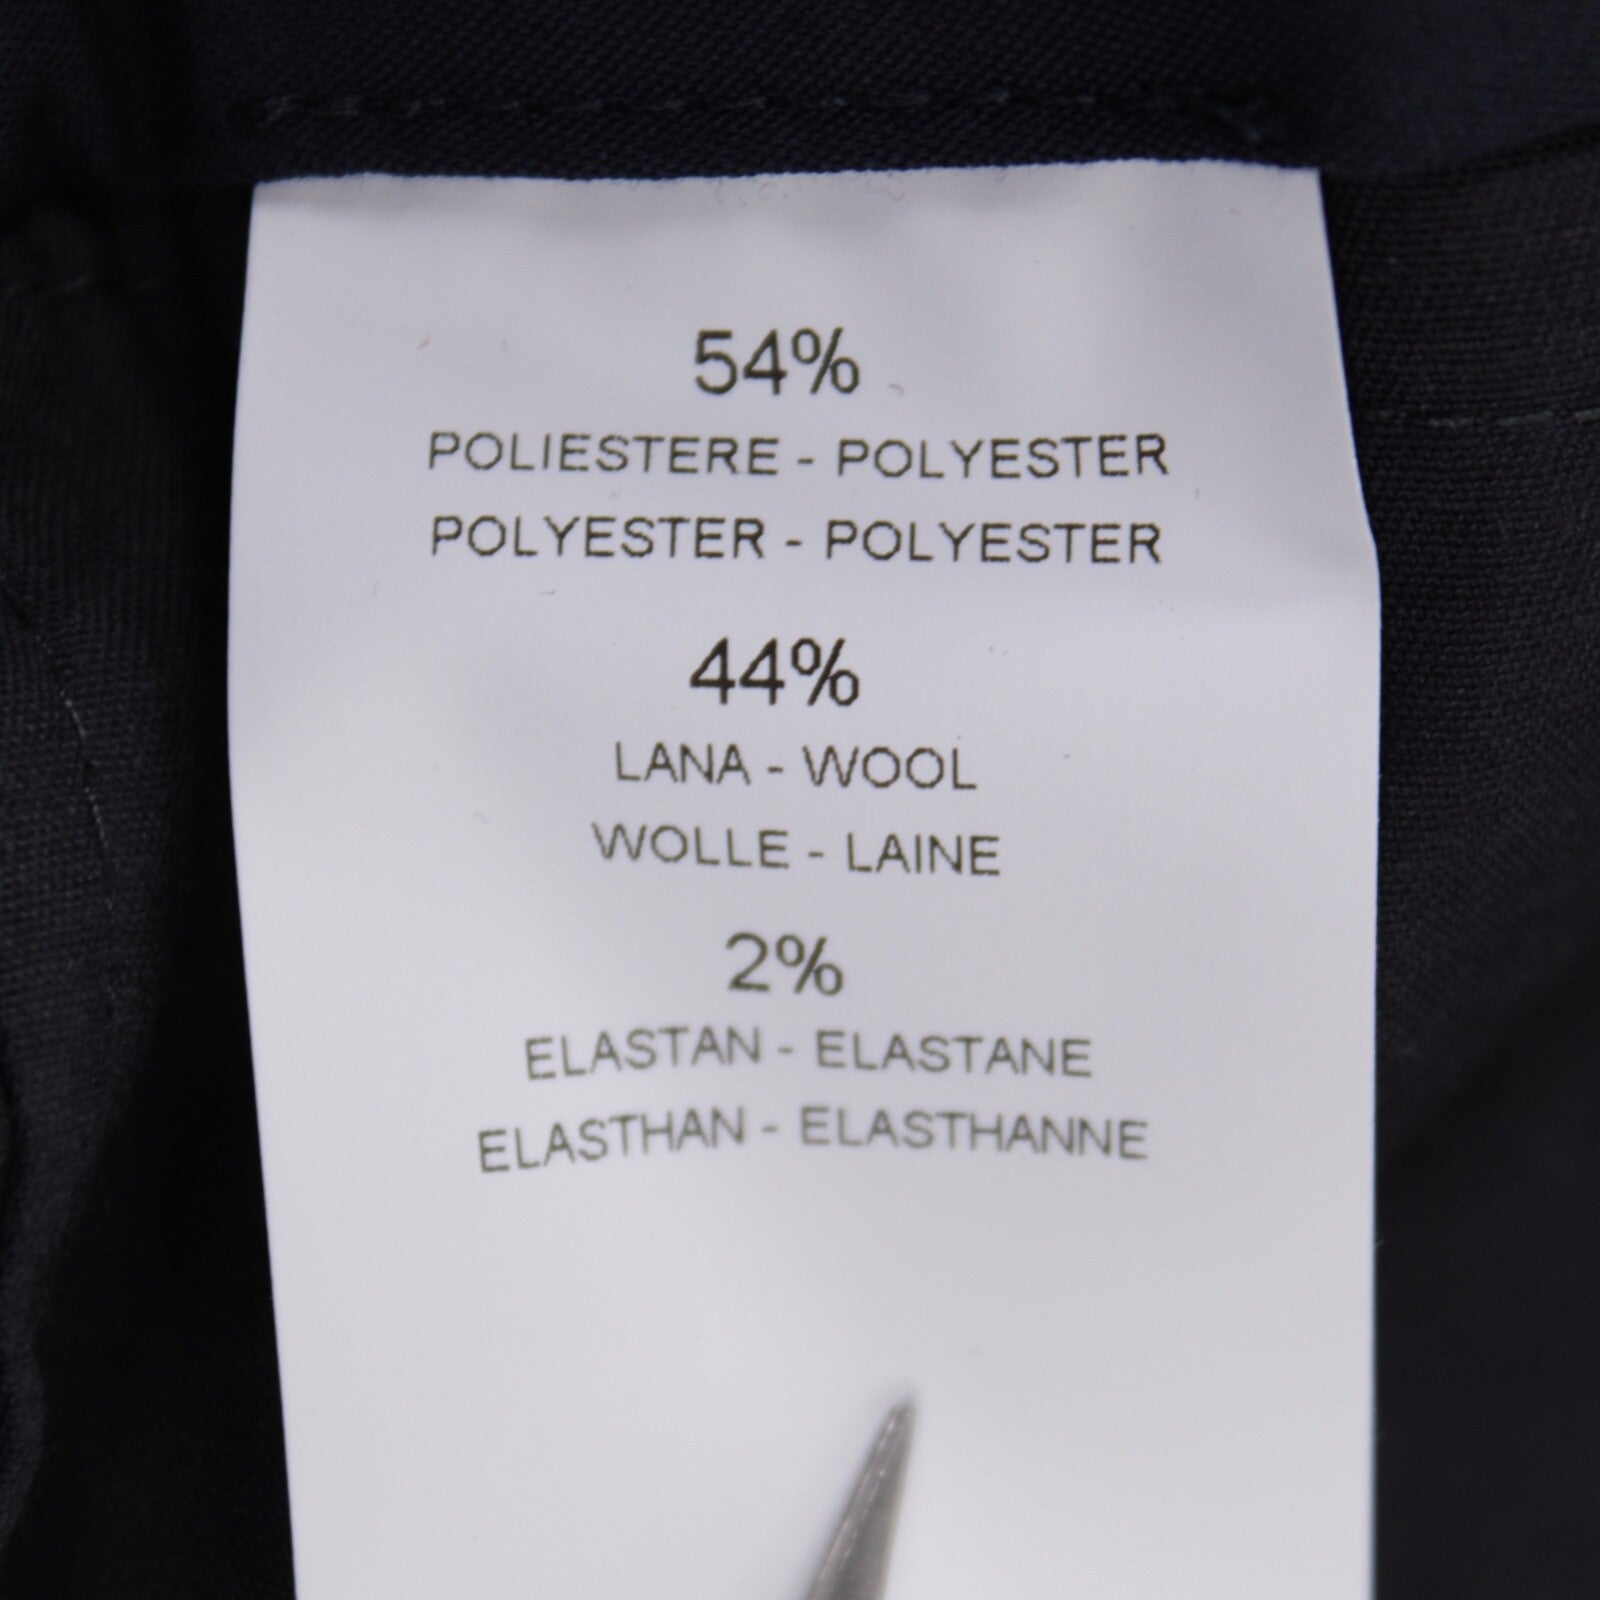 54%
POLIESTERE - POLYESTER
POLYESTER - POLYESTER
44%
LANA - WOOL
WOLLE - LAINE
2%
ELASTAN - ELASTANE
ELASTHAN - ELASTHANNE